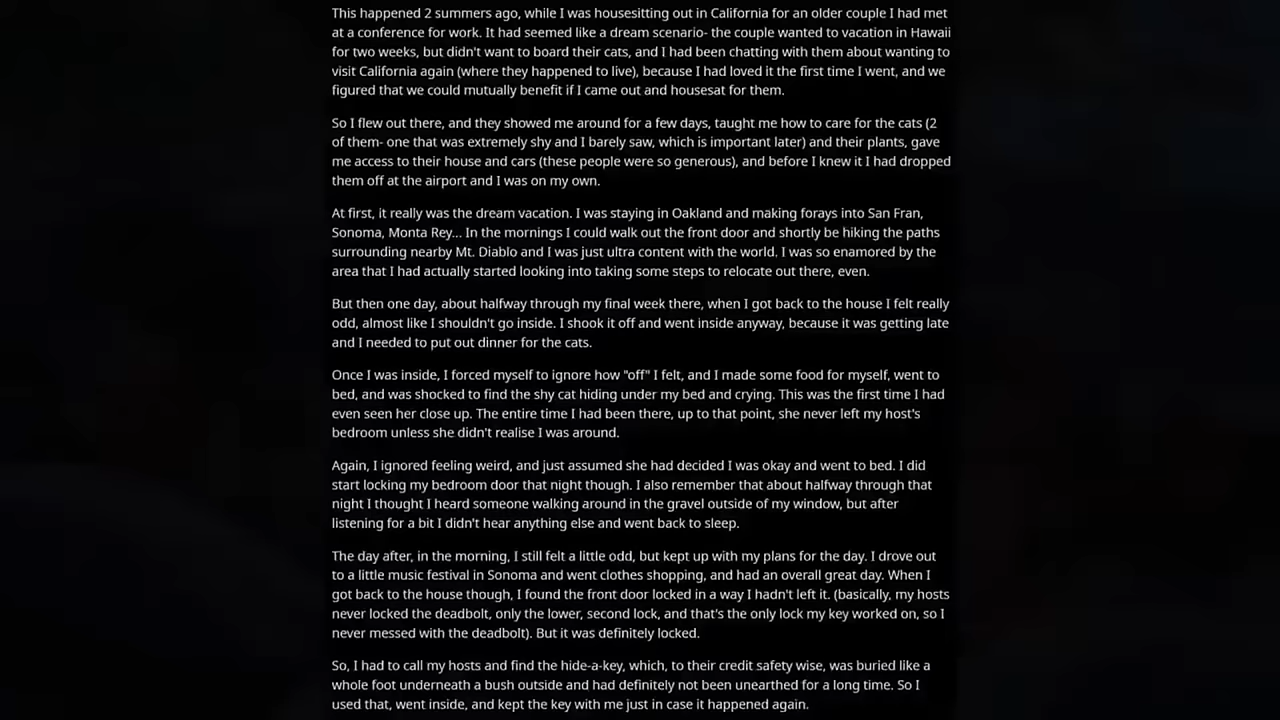 This happened 2 summers ago, while I was housesitting out in California for an older couple I had met
at a conference for work. It had seemed like a dream scenario- the couple wanted to vacation in Hawaii
for two weeks, but didn't want to board their cats, and I had been chatting with them about wanting to
visit California again (where they happened to live), because I had loved it the first time I went, and we
figured that we could mutually benefit if I came out and housesat for them.
So I flew out there, and they showed me around for a few days, taught me how to care for the cats (2
of them- one that was extremely shy and I barely saw, which is important later) and their plants, gave
me access to their house and cars (these people were so generous), and before I knew it I had dropped
them off at the airport and I was on my own.
At first, it really was the dream vacation. I was staying in Oakland and making forays into San Fran,
Sonoma, Monta Rey... In the mornings I could walk out the front door and shortly be hiking the paths
surrounding nearby Mt. Diablo and I was just ultra content with the world. I was so enamored by the
area that I had actually started looking into taking some steps to relocate out there, even.
But then one day, about halfway through my final week there, when I got back to the house I felt really
odd, almost like I shouldn't go inside. I shook it off and went inside anyway, because it was getting late
and I needed to put out dinner for the cats.
Once I was inside, I forced myself to ignore how "off" I felt, and I made some food for myself, went to
bed, and was shocked to find the shy cat hiding under my bed and crying. This was the first time I had
even seen her close up. The entire time I had been there, up to that point, she never left my host's
bedroom unless she didn't realise I was around.
Again, I ignored feeling weird, and just assumed she had decided I was okay and went to bed. I did
start locking my bedroom door that night though. I also remember that about halfway through that
night I thought I heard someone walking around in the gravel outside of my window, but after
listening for a bit I didn't hear anything else and went back to sleep.
The day after, in the morning, I still felt a little odd, but kept up with my plans for the day. I drove out
to a little music festival in Sonoma and went clothes shopping, and had an overall great day. When I
got back to the house though, I found the front door locked in a way I hadn't left it. (basically, my hosts
never locked the deadbolt, only the lower, second lock, and that's the only lock my key worked on, so I
never messed with the deadbolt). But it was definitely locked.
So, I had to call my hosts and find the hide-a-key, which, to their credit safety wise, was buried like a
whole foot underneath a bush outside and had definitely not been unearthed for a long time. So I
used that, went inside, and kept the key with me just in case it happened again.